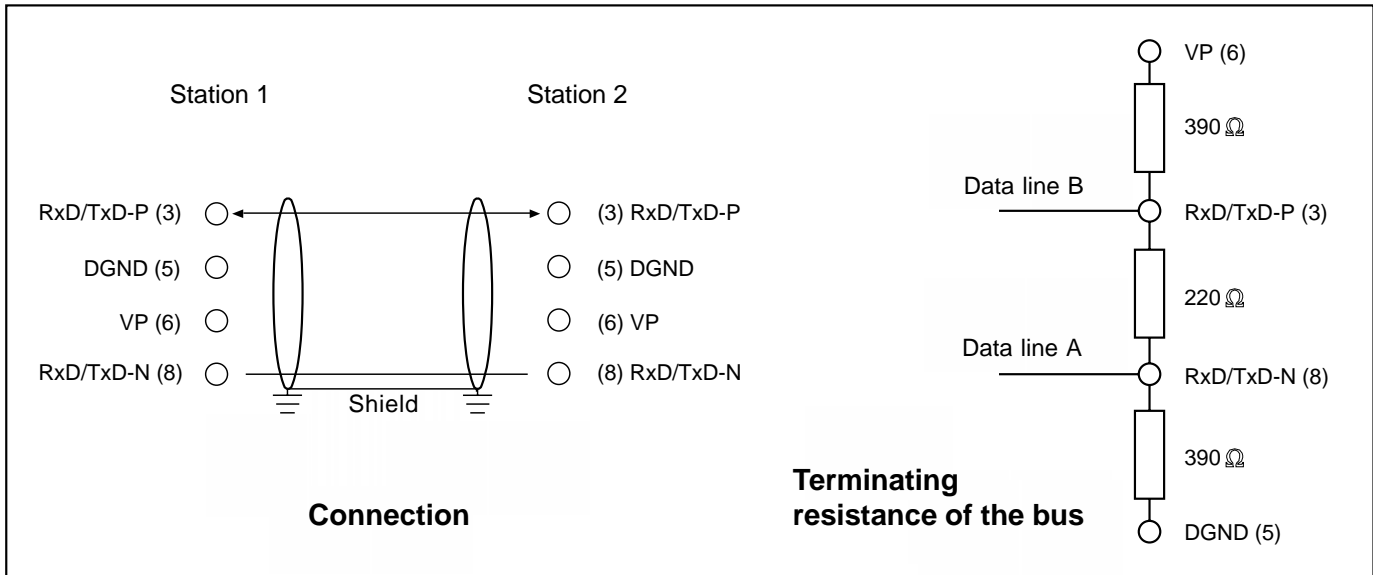 Station 1
Station 2
RxD/TxD-P (3)
(3) RxD/TxD-P
DGND (5)
(5) DGND
VP (6)
(6) VP
RxD/TxD-N (8)
(8) RxD/TxD-N
Shield
Connection
VP (6)
390 Ω
Data line B
RxD/TxD-P (3)
220 Ω
Data line A
RxD/TxD-N (8)
390 Ω
DGND (5)
Terminating
resistance of the bus